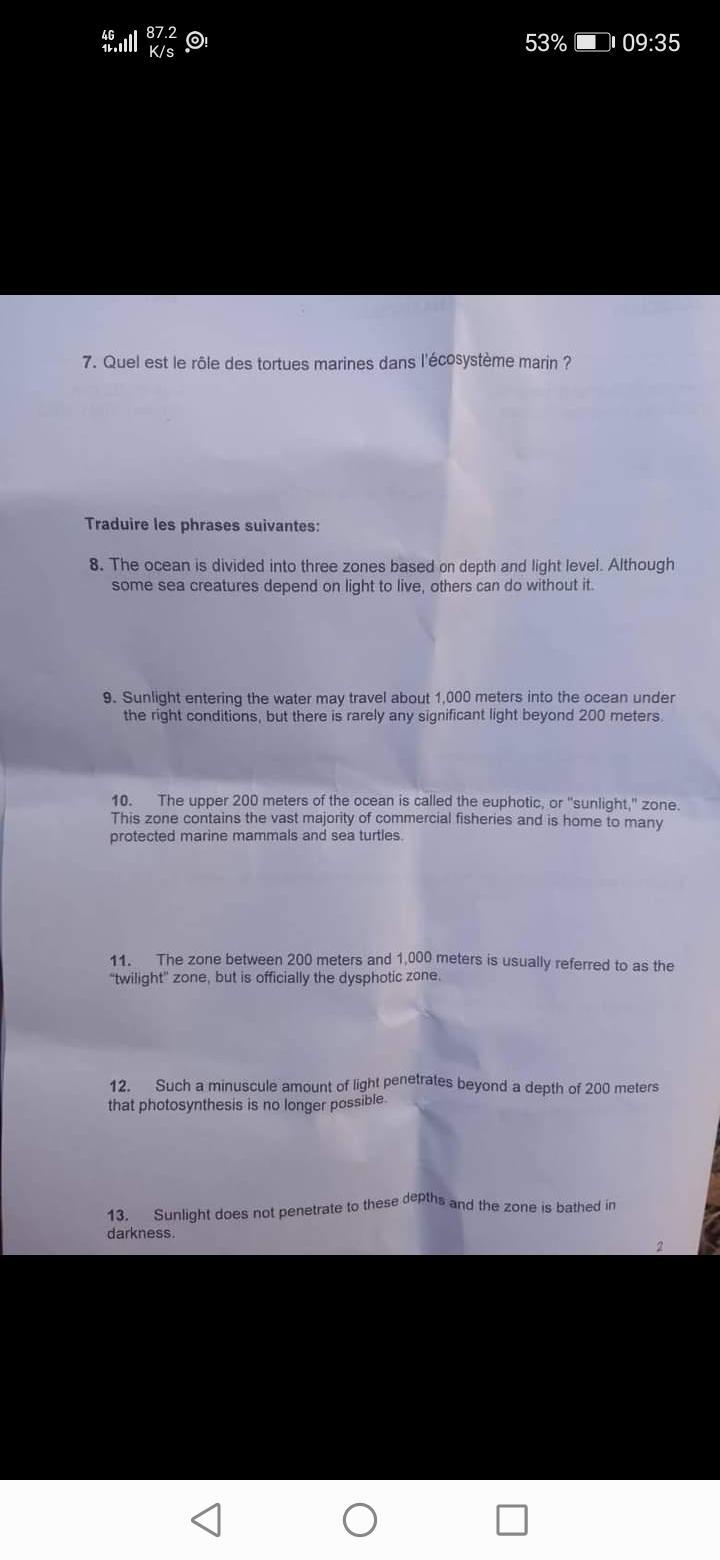 4G 87.2 K/s 53% 09:35
7. Quel est le rôle des tortues marines dans l'écosystème marin ?
Traduire les phrases suivantes:
8. The ocean is divided into three zones based on depth and light level. Although
some sea creatures depend on light to live, others can do without it.
9. Sunlight entering the water may travel about 1,000 meters into the ocean under
the right conditions, but there is rarely any significant light beyond 200 meters.
10. The upper 200 meters of the ocean is called the euphotic, or "sunlight," zone.
This zone contains the vast majority of commercial fisheries and is home to many
protected marine mammals and sea turtles.
11. The zone between 200 meters and 1,000 meters is usually referred to as the
“twilight” zone, but is officially the dysphotic zone.
12. Such a minuscule amount of light penetrates beyond a depth of 200 meters
that photosynthesis is no longer possible.
13. Sunlight does not penetrate to these depths and the zone is bathed in
darkness.
2